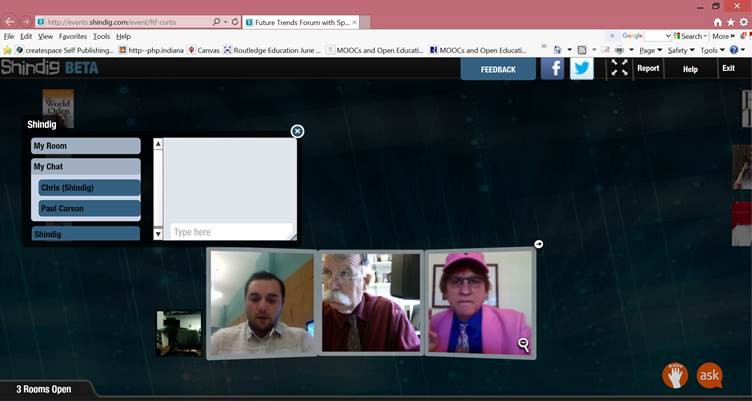 http://events.shindig.com/event/ftf-curtis
Future Trends Forum with Sp...
File Edit View Favorites Tools Help
Google
Search
More »
createspace Self Publishing...
http--php.indiana
Canvas
Routledge Education June ...
MOOCs and Open Educati...
MOOCs and Open Educati...
»
Page
Safety
Tools
Shindig BETA
FEEDBACK
Report
Help
Exit
World
Open
Shindig
My Room
My Chat
Chris (Shindig)
Paul Carson
Shindig
Type here
3 Rooms Open
ask